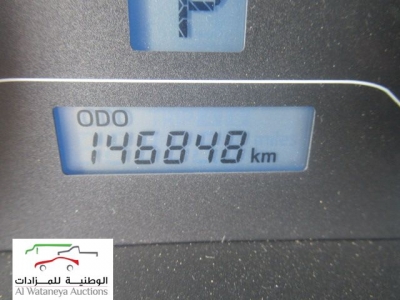 P
ODO
146848 km
الوطنية للمزادات
Al Wataneya Auctions